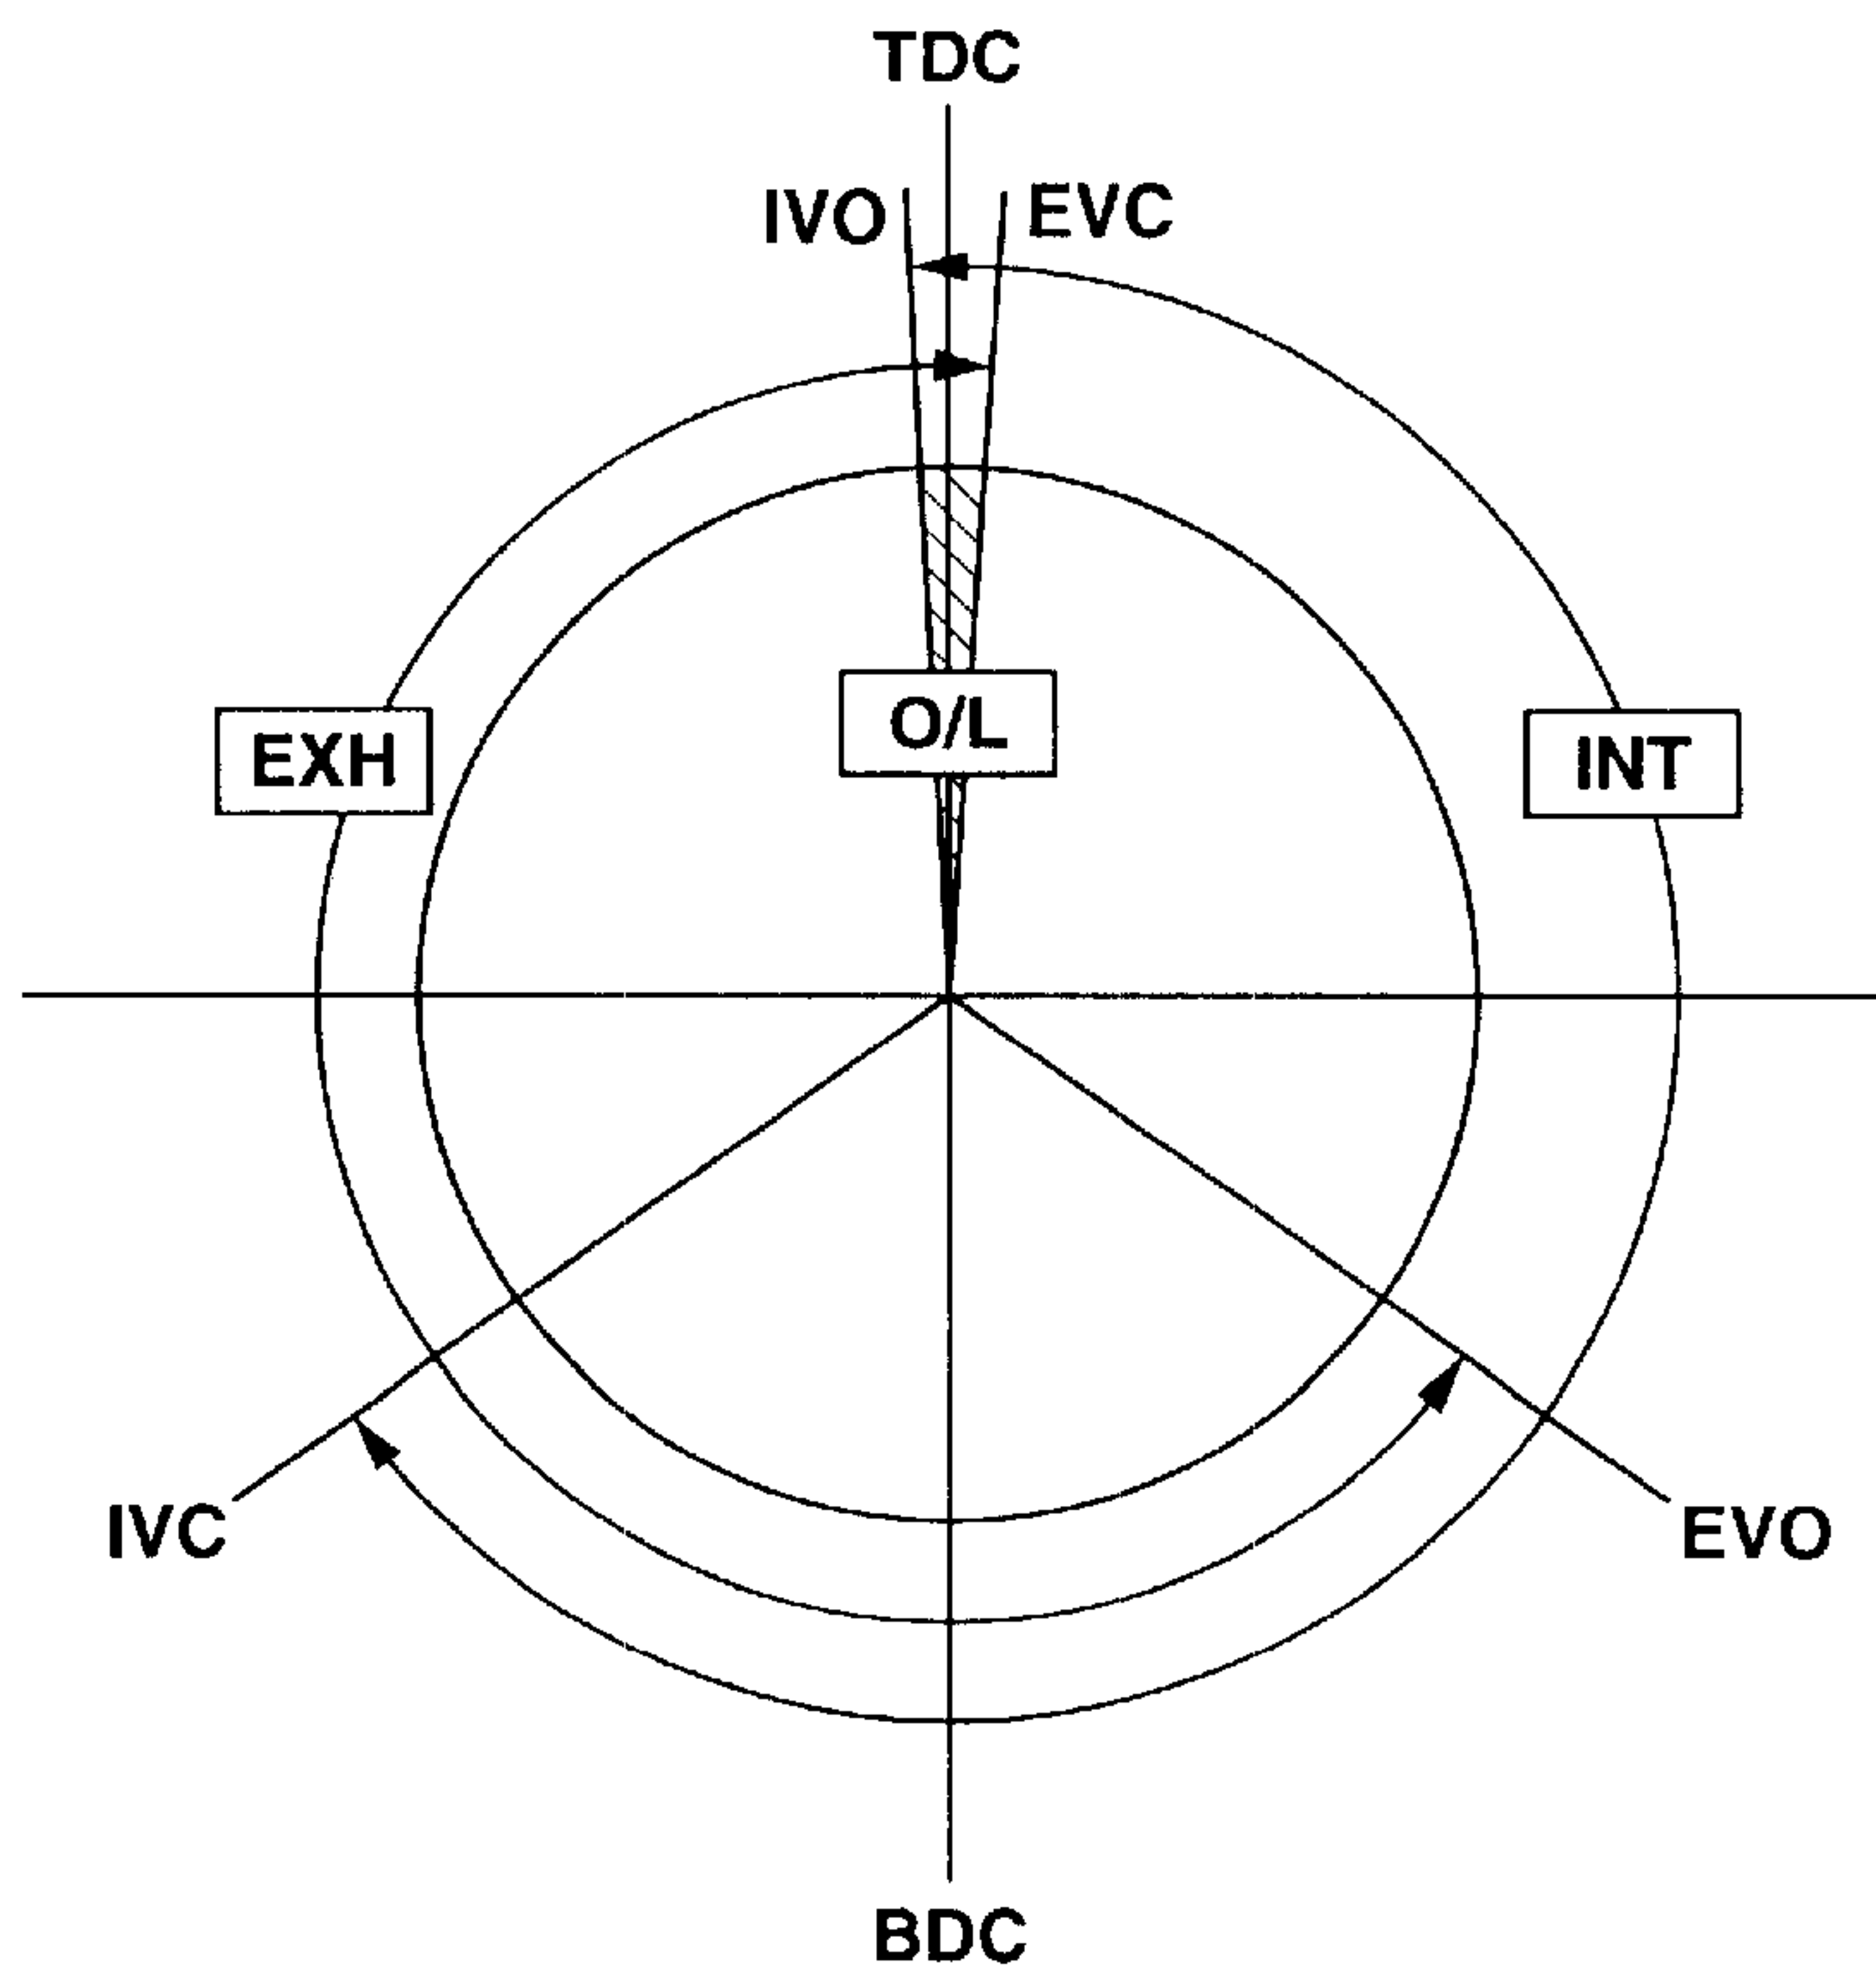 TDC
IVO
EVC
EXH
O/L
INT
IVC
EVO
BDC